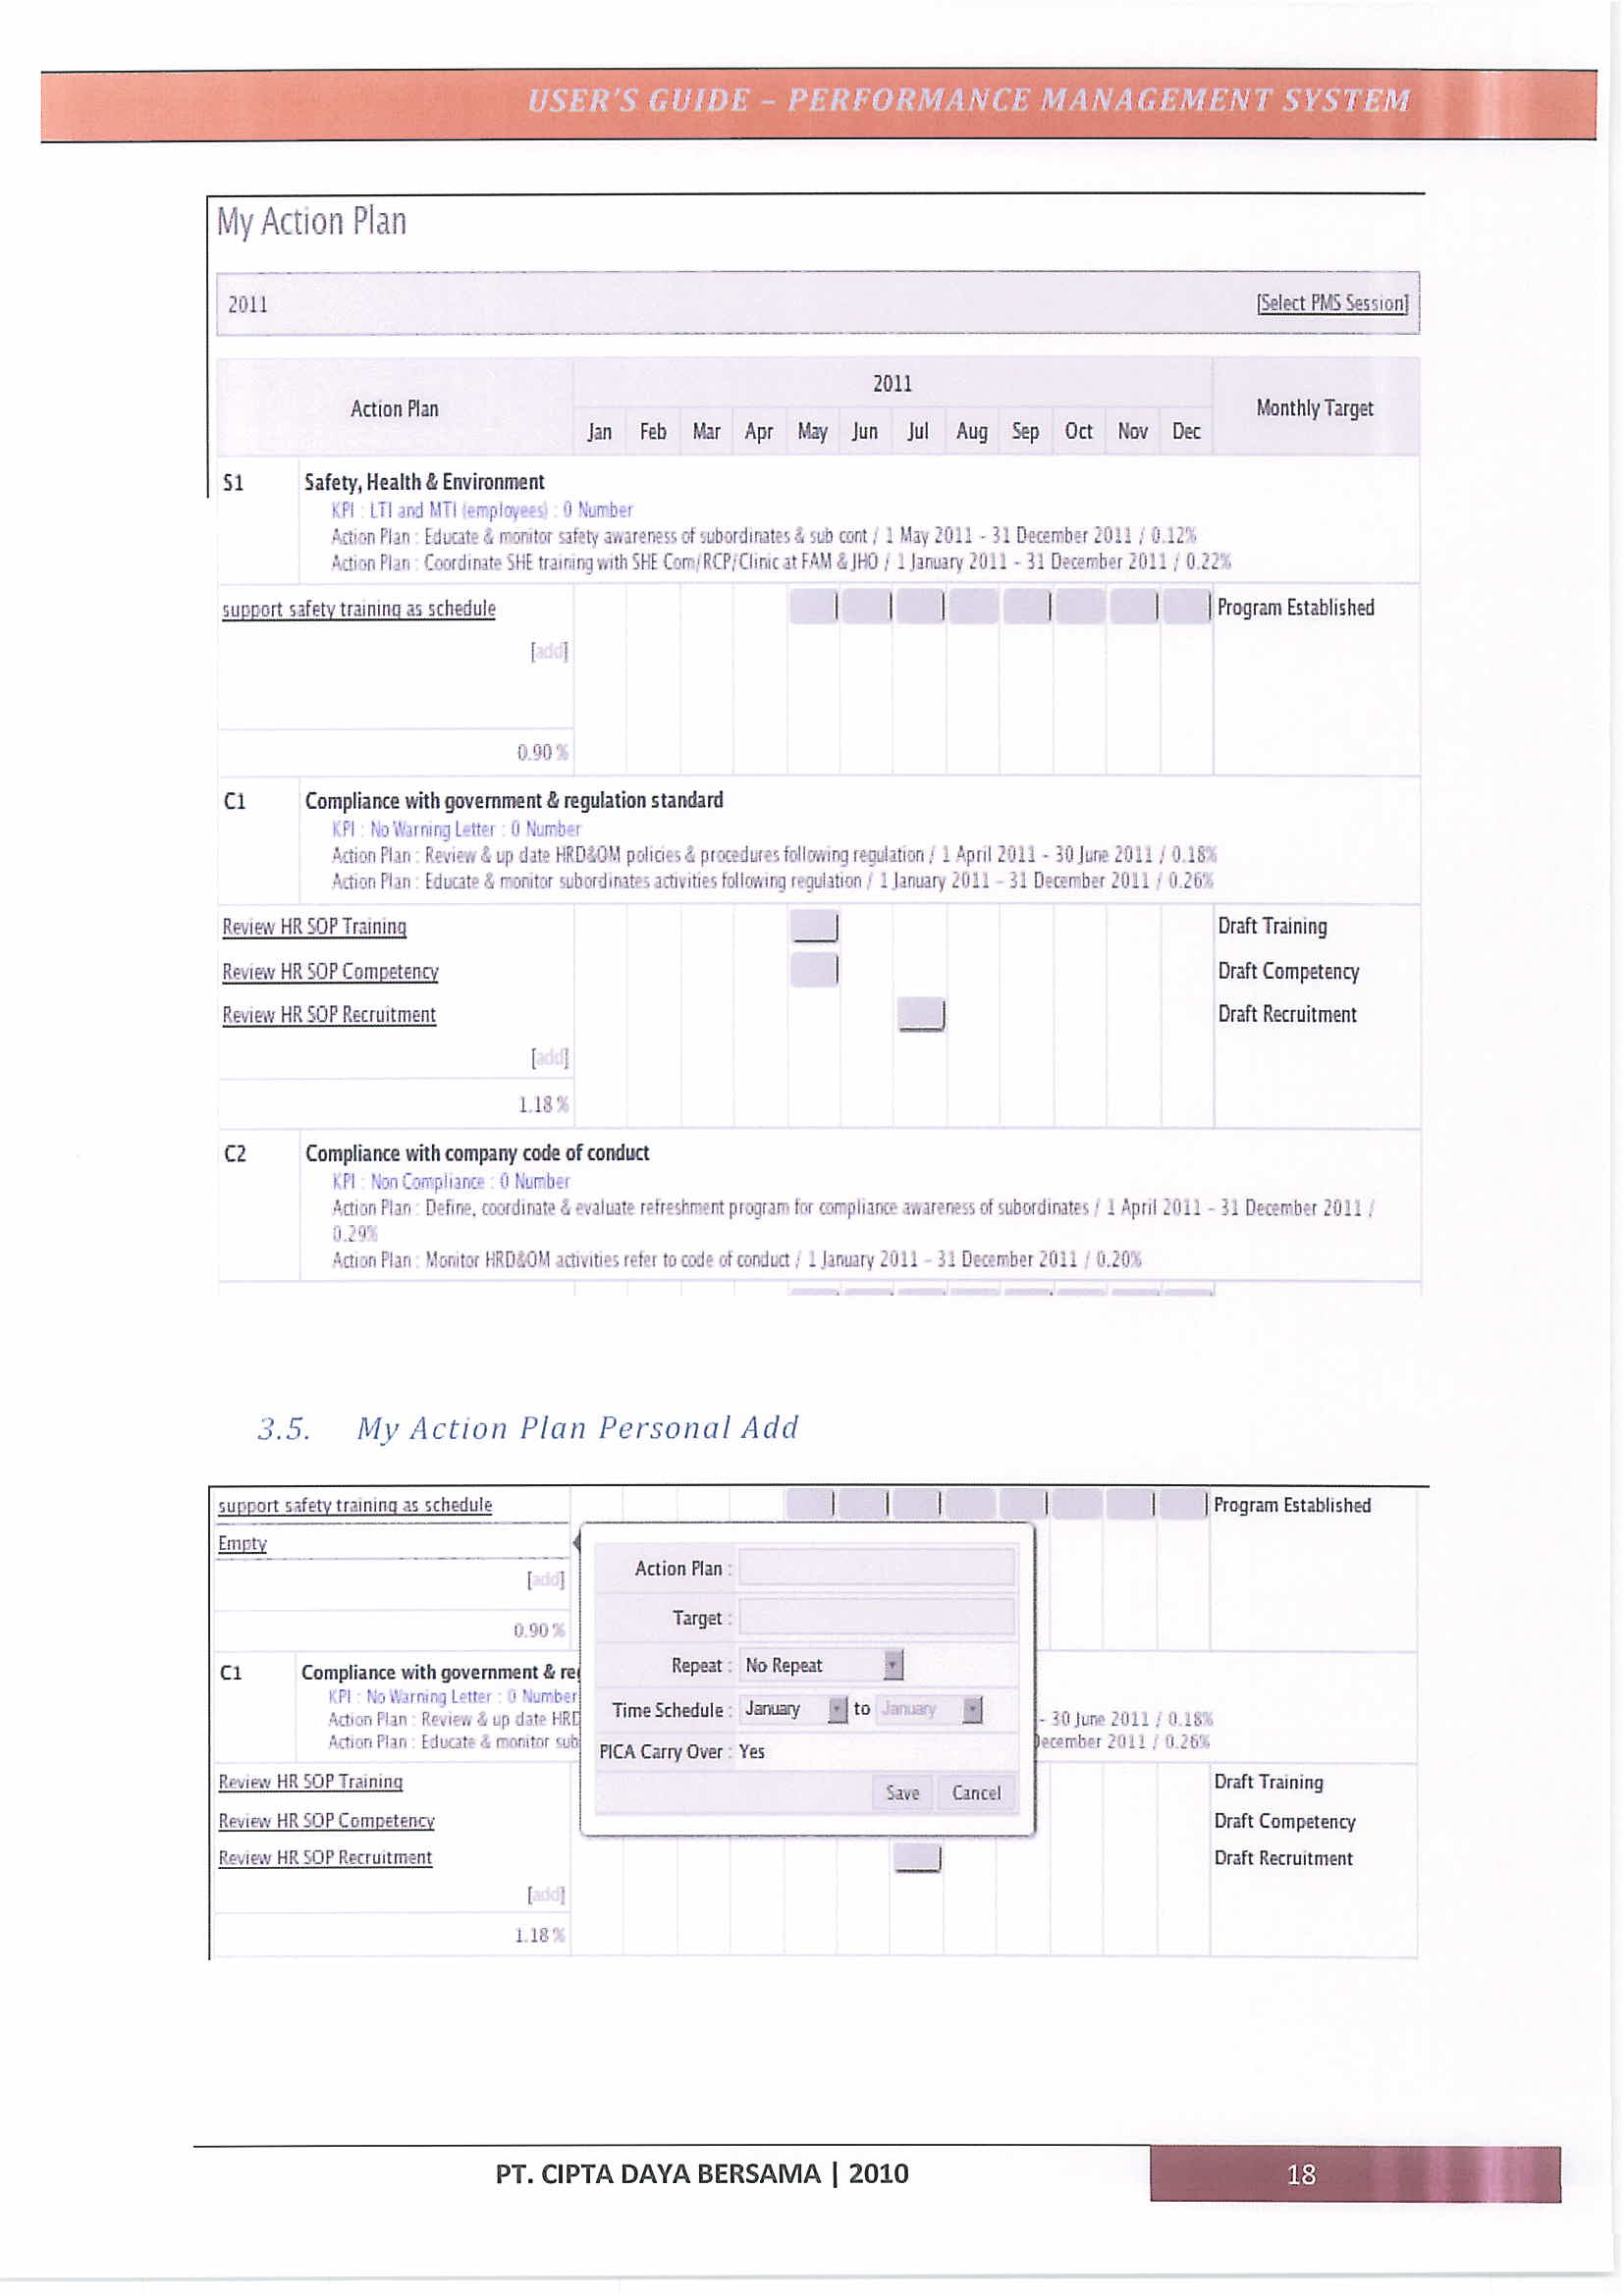 USER'S GUIDE – PERFORMANCE MANAGEMENT SYSTEM
My Action Plan
2011 [Select PMS Session]
Action Plan 2011 Monthly Target
Jan Feb Mar Apr May Jun Jul Aug Sep Oct Nov Dec
S1 Safety, Health & Environment
KPI : LTI and MTI (employees) : 0 Number
Action Plan : Educate & monitor safety awareness of subordinates & sub cont / 1 May 2011 - 31 December 2011 / 0.12%
Action Plan : Coordinate SHE training with SHE Com/RCP/Clinic at FAM & JHO / 1 January 2011 - 31 December 2011 / 0.22%
support safety training as schedule Program Established
[add]
0.90 %
C1 Compliance with government & regulation standard
KPI : No Warning Letter : 0 Number
Action Plan : Review & up date HRD&OM policies & procedures following regulation / 1 April 2011 - 30 June 2011 / 0.18%
Action Plan : Educate & monitor subordinates activities following regulation / 1 January 2011 - 31 December 2011 / 0.26%
Review HR SOP Training Draft Training
Review HR SOP Competency Draft Competency
Review HR SOP Recruitment Draft Recruitment
[add]
1.18 %
C2 Compliance with company code of conduct
KPI : Non Compliance : 0 Number
Action Plan : Define, coordinate & evaluate refreshment program for compliance awareness of subordinates / 1 April 2011 - 31 December 2011 /
0.29%
Action Plan : Monitor HRD&OM activities refer to code of conduct / 1 January 2011 - 31 December 2011 / 0.20%
3.5. My Action Plan Personal Add
support safety training as schedule Program Established
Empty
[add]
0.90 %
Action Plan :
Target :
Repeat : No Repeat
Time Schedule : January to January
PICA Carry Over : Yes
Save Cancel
C1 Compliance with government & re
KPI : No Warning Letter : 0 Number
Action Plan : Review & up date HRD - 30 June 2011 / 0.18%
Action Plan : Educate & monitor sub December 2011 / 0.26%
Review HR SOP Training Draft Training
Review HR SOP Competency Draft Competency
Review HR SOP Recruitment Draft Recruitment
[add]
1.18 %
PT. CIPTA DAYA BERSAMA | 2010 18